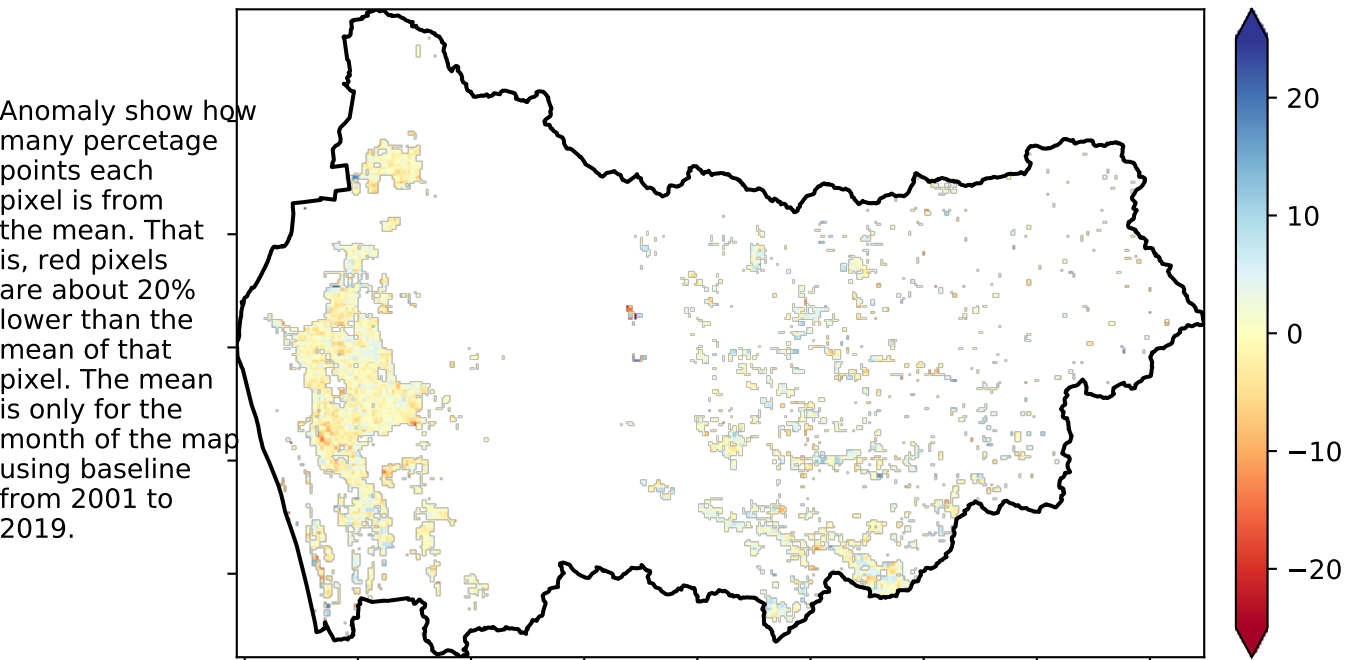 Anomaly show how
many percetage
points each
pixel is from
the mean. That
is, red pixels
are about 20%
lower than the
mean of that
pixel. The mean
is only for the
month of the map
using baseline
from 2001 to
2019.
20
10
0
−10
−20